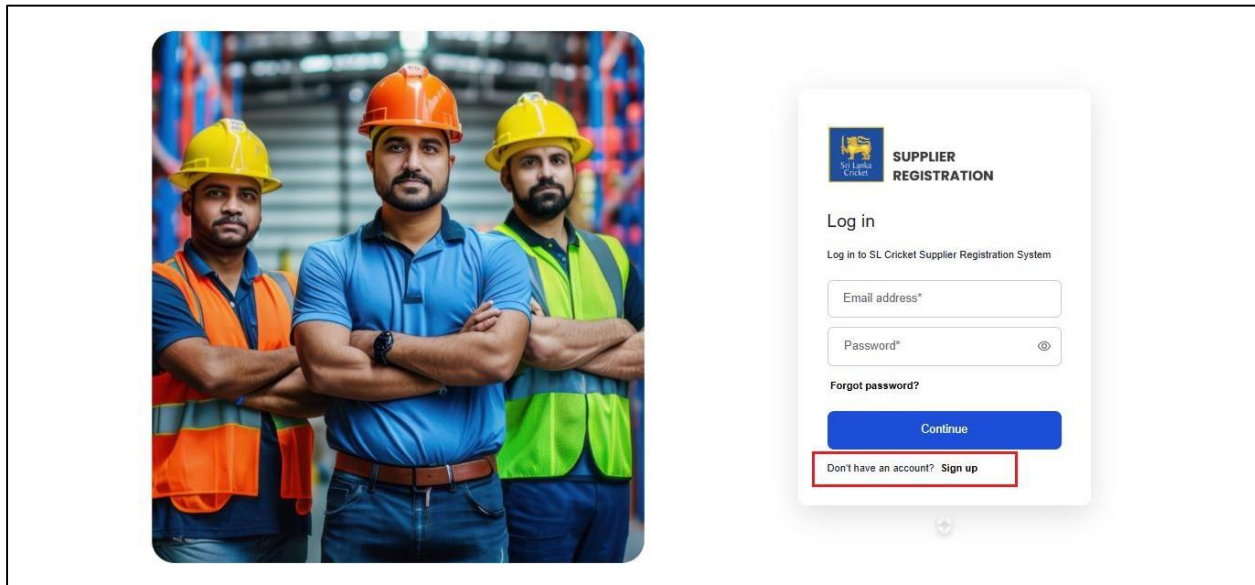 Sri Lanka
Cricket
SUPPLIER
REGISTRATION
Log in
Log in to SL Cricket Supplier Registration System
Email address*
Password*
Forgot password?
Continue
Don't have an account? Sign up